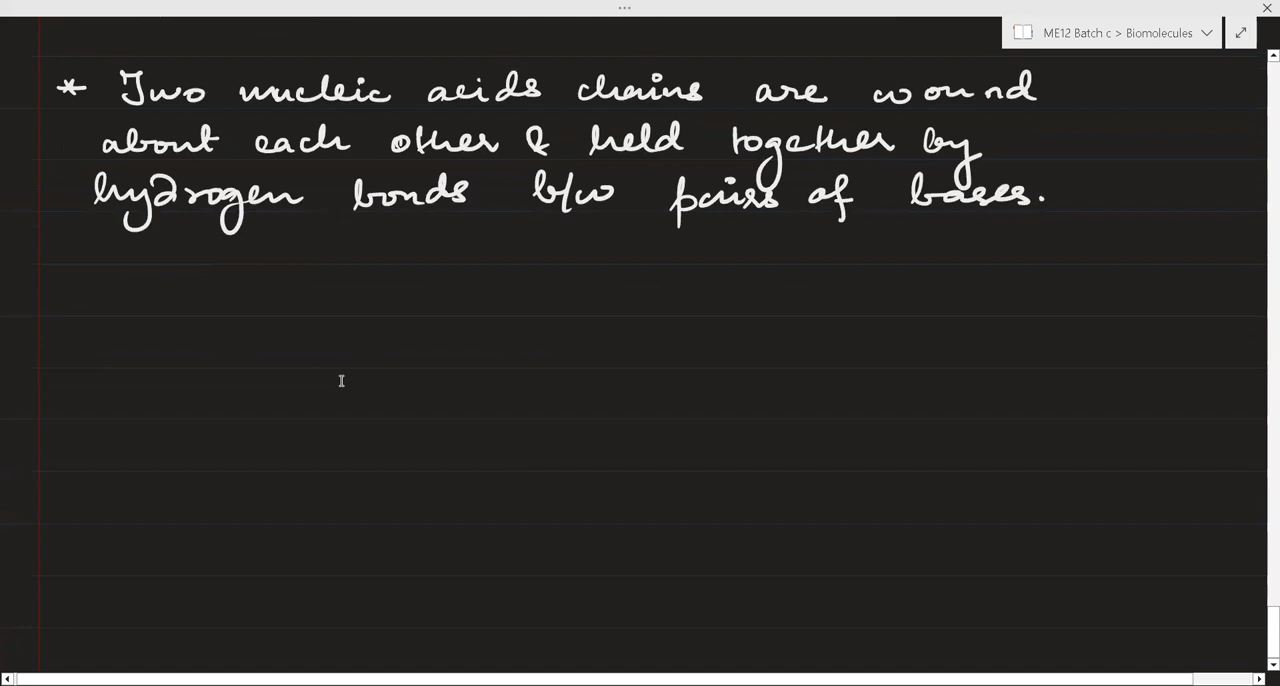 ME12 Batch c > Biomolecules
* Two nucleic acids chains are wound
about each other & held together by
hydrogen bonds b/w pairs of bases.